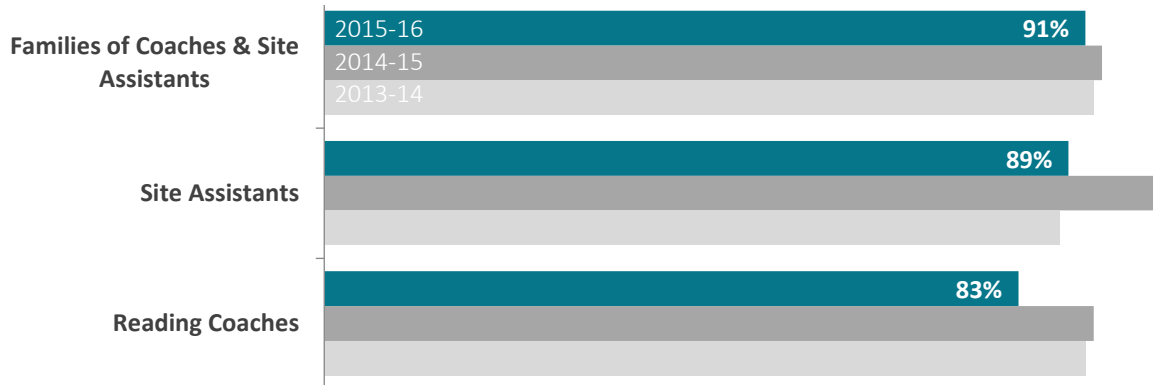 Families of Coaches & Site
Assistants
2015-16
91%
2014-15
2013-14
Site Assistants
89%
Reading Coaches
83%